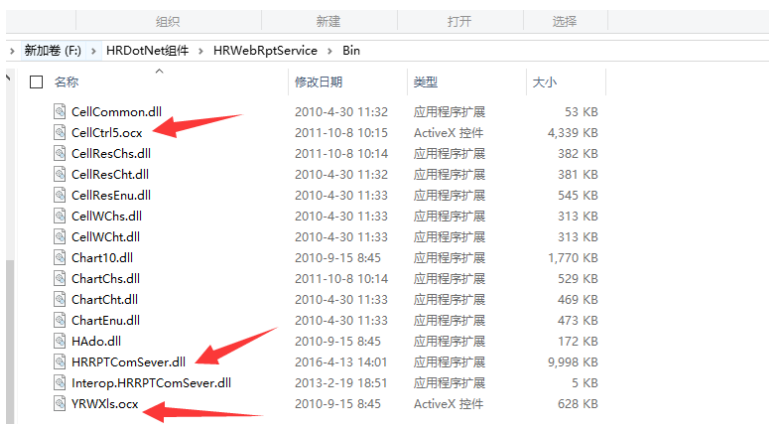 组织 新建 打开 选择
› 新加卷 (F:) › HRDotNet组件 › HRWebRptService › Bin
名称 修改日期 类型 大小
CellCommon.dll 2010-4-30 11:32 应用程序扩展 53 KB
CellCtrl5.ocx 2011-10-8 10:15 ActiveX 控件 4,339 KB
CellResChs.dll 2011-10-8 10:14 应用程序扩展 382 KB
CellResCht.dll 2010-4-30 11:32 应用程序扩展 381 KB
CellResEnu.dll 2010-4-30 11:33 应用程序扩展 545 KB
CellWChs.dll 2010-4-30 11:33 应用程序扩展 313 KB
CellWCht.dll 2010-4-30 11:33 应用程序扩展 313 KB
Chart10.dll 2010-9-15 8:45 应用程序扩展 1,770 KB
ChartChs.dll 2011-10-8 10:14 应用程序扩展 529 KB
ChartCht.dll 2010-4-30 11:33 应用程序扩展 469 KB
ChartEnu.dll 2010-4-30 11:33 应用程序扩展 473 KB
HAdo.dll 2010-9-15 8:45 应用程序扩展 172 KB
HRRPTComSever.dll 2016-4-13 14:01 应用程序扩展 9,998 KB
Interop.HRRPTComSever.dll 2013-2-19 18:51 应用程序扩展 5 KB
YRWXls.ocx 2010-9-15 8:45 ActiveX 控件 628 KB